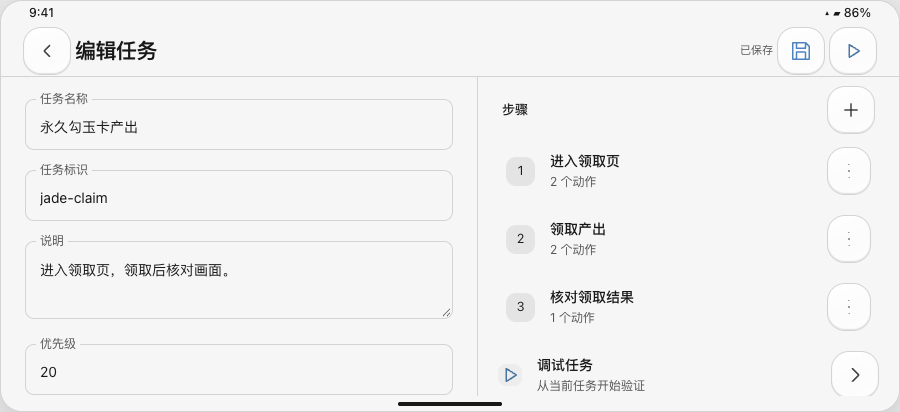 9:41
86%
编辑任务
已保存
任务名称
永久勾玉卡产出
任务标识
jade-claim
说明
进入领取页，领取后核对画面。
优先级
20
步骤
1
进入领取页
2 个动作
2
领取产出
2 个动作
3
核对领取结果
1 个动作
调试任务
从当前任务开始验证